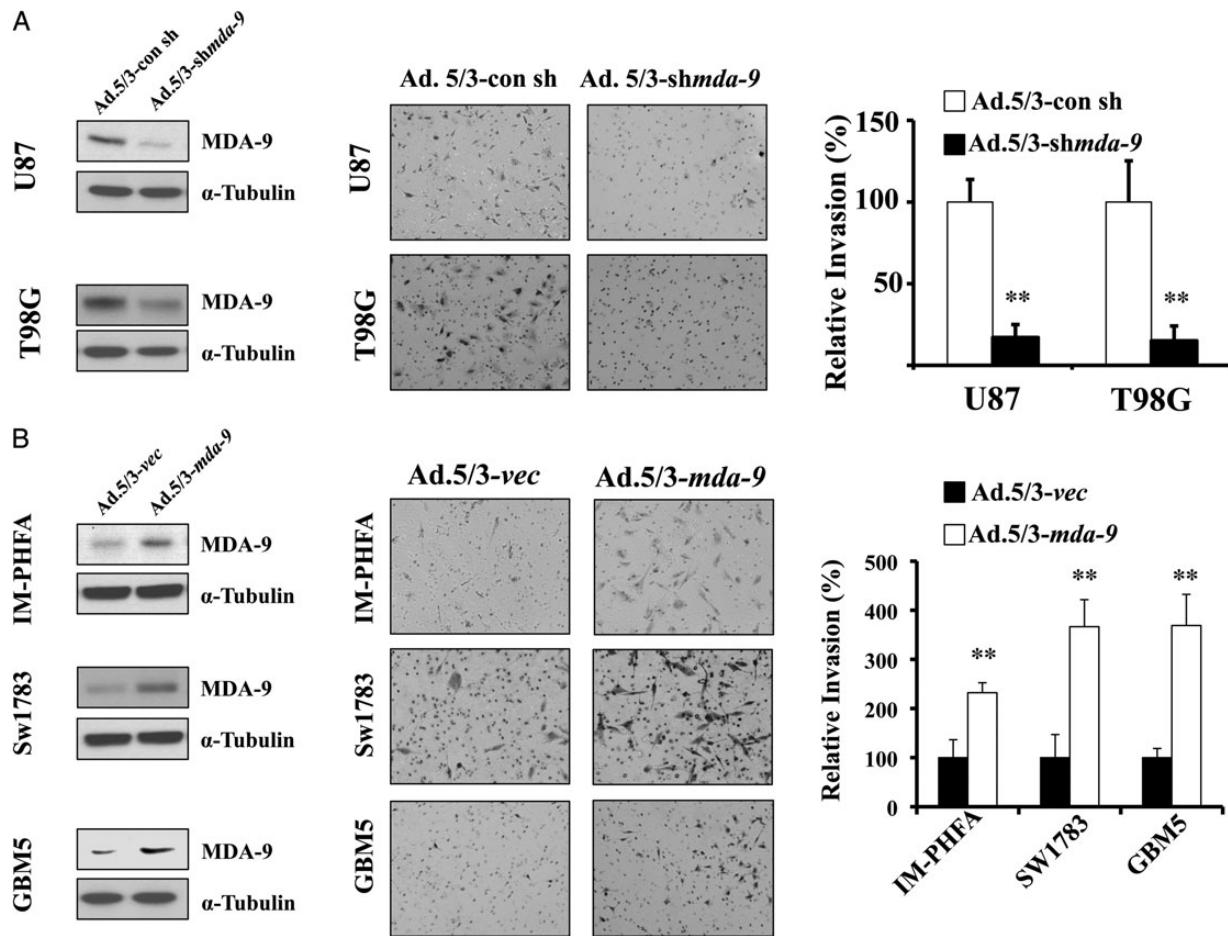 A
Ad.5/3-con sh
Ad.5/3-shmda-9
U87
MDA-9
α-Tubulin
T98G
MDA-9
α-Tubulin
Ad. 5/3-con sh Ad. 5/3-shmda-9
U87
T98G
Ad.5/3-con sh
Ad.5/3-shmda-9
Relative Invasion (%)
150
100
50
** **
U87 T98G
B
Ad.5/3-vec
Ad.5/3-mda-9
IM-PHFA
MDA-9
α-Tubulin
Sw1783
MDA-9
α-Tubulin
GBM5
MDA-9
α-Tubulin
Ad.5/3-vec Ad.5/3-mda-9
IM-PHFA
Sw1783
GBM5
Ad.5/3-vec
Ad.5/3-mda-9
Relative Invasion (%)
500
400
300
200
100
0
** ** **
IM-PHFA SW1783 GBM5